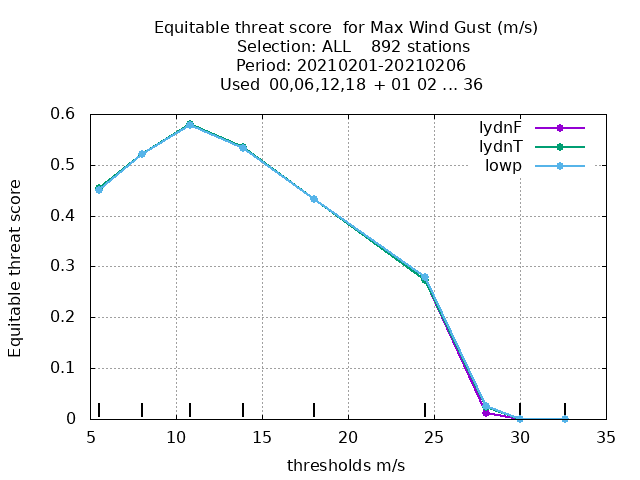 Equitable threat score  for Max Wind Gust (m/s)
Selection: ALL    892 stations
Period: 20210201-20210206
Used  00,06,12,18  + 01 02 ... 36
lydnF
lydnT
lowp
Equitable threat score
0.6
0.5
0.4
0.3
0.2
0.1
0
5 10 15 20 25 30 35
thresholds m/s